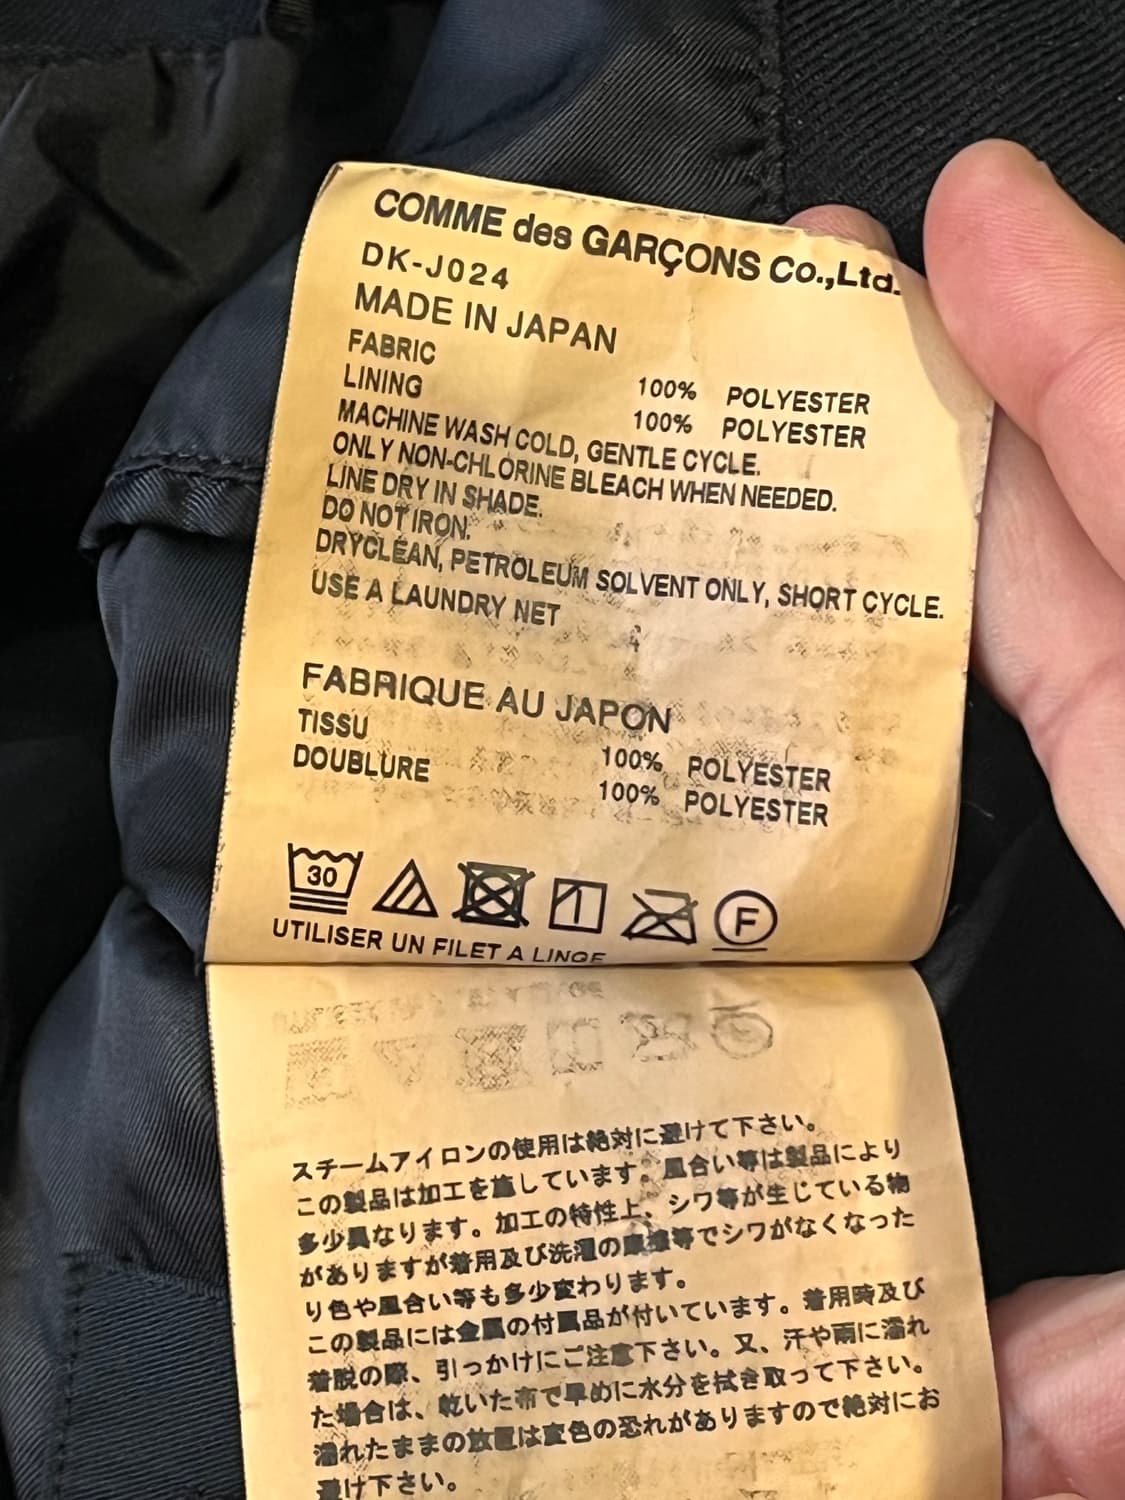 COMME des GARÇONS Co.,Ltd.
DK-J024
MADE IN JAPAN
FABRIC 100% POLYESTER
LINING 100% POLYESTER
MACHINE WASH COLD, GENTLE CYCLE.
ONLY NON-CHLORINE BLEACH WHEN NEEDED.
LINE DRY IN SHADE.
DO NOT IRON.
DRYCLEAN, PETROLEUM SOLVENT ONLY, SHORT CYCLE.
USE A LAUNDRY NET
FABRIQUE AU JAPON
TISSU 100% POLYESTER
DOUBLURE 100% POLYESTER
30 F
UTILISER UN FILET A LINGE
スチームアイロンの使用は絶対に避けて下さい。
この製品は加工を施しています。風合い等は製品により
多少異なります。加工の特性上、シワ等が生じている物
がありますが着用及び洗濯の摩擦等でシワがなくなった
り色や風合い等も多少変わります。
この製品には金属の付属品が付いています。着用時及び
着脱の際、引っかけにご注意下さい。又、汗や雨に濡れ
た場合は、乾いた布で早めに水分を拭き取って下さい。
濡れたままの放置は変色の恐れがありますので絶対にお
避け下さい。